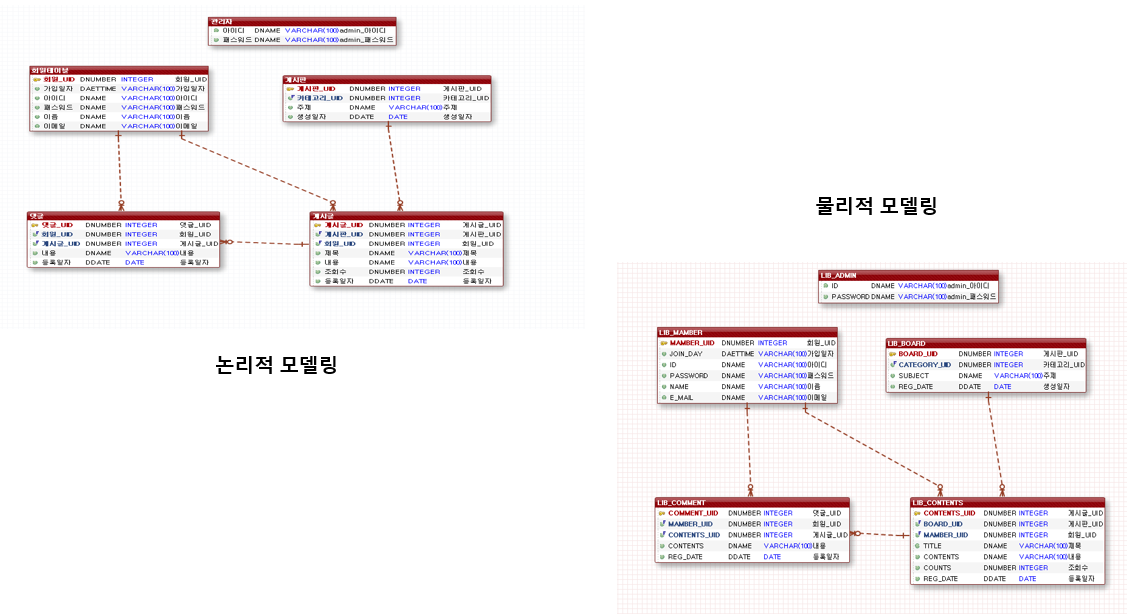 관리자
아이디 DNAME VARCHAR(100) admin_아이디
패스워드 DNAME VARCHAR(100) admin_패스워드
회원테이블
회원_UID DNUMBER INTEGER 회원_UID
가입일자 DAETTIME VARCHAR(100) 가입일자
아이디 DNAME VARCHAR(100) 아이디
패스워드 DNAME VARCHAR(100) 패스워드
이름 DNAME VARCHAR(100) 이름
이메일 DNAME VARCHAR(100) 이메일
게시판
게시판_UID DNUMBER INTEGER 게시판_UID
카테고리_UID DNUMBER INTEGER 카테고리_UID
주제 DNAME VARCHAR(100) 주제
생성일자 DDATE DATE 생성일자
댓글
댓글_UID DNUMBER INTEGER 댓글_UID
회원_UID DNUMBER INTEGER 회원_UID
게시글_UID DNUMBER INTEGER 게시글_UID
내용 DNAME VARCHAR(100) 내용
등록일자 DDATE DATE 등록일자
게시글
게시글_UID DNUMBER INTEGER 게시글_UID
게시판_UID DNUMBER INTEGER 게시판_UID
회원_UID DNUMBER INTEGER 회원_UID
제목 DNAME VARCHAR(100) 제목
내용 DNAME VARCHAR(100) 내용
조회수 DNUMBER INTEGER 조회수
등록일자 DDATE DATE 등록일자
논리적 모델링
물리적 모델링
LIB_ADMIN
ID DNAME VARCHAR(100) admin_아이디
PASSWORD DNAME VARCHAR(100) admin_패스워드
LIB_MAMBER
MAMBER_UID DNUMBER INTEGER 회원_UID
JOIN_DAY DAETTIME VARCHAR(100) 가입일자
ID DNAME VARCHAR(100) 아이디
PASSWORD DNAME VARCHAR(100) 패스워드
NAME DNAME VARCHAR(100) 이름
E_MAIL DNAME VARCHAR(100) 이메일
LIB_BOARD
BOARD_UID DNUMBER INTEGER 게시판_UID
CATEGORY_UID DNUMBER INTEGER 카테고리_UID
SUBJECT DNAME VARCHAR(100) 주제
REG_DATE DDATE DATE 생성일자
LIB_COMMENT
COMMENT_UID DNUMBER INTEGER 댓글_UID
MAMBER_UID DNUMBER INTEGER 회원_UID
CONTENTS_UID DNUMBER INTEGER 게시글_UID
CONTENTS DNAME VARCHAR(100) 내용
REG_DATE DDATE DATE 등록일자
LIB_CONTENTS
CONTENTS_UID DNUMBER INTEGER 게시글_UID
BOARD_UID DNUMBER INTEGER 게시판_UID
MAMBER_UID DNUMBER INTEGER 회원_UID
TITLE DNAME VARCHAR(100) 제목
CONTENTS DNAME VARCHAR(100) 내용
COUNTS DNUMBER INTEGER 조회수
REG_DATE DDATE DATE 등록일자